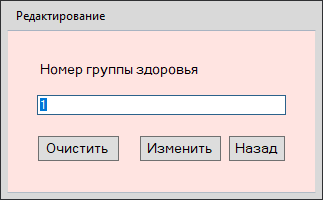 Редактирование
Номер группы здоровья
1
Очистить Изменить Назад